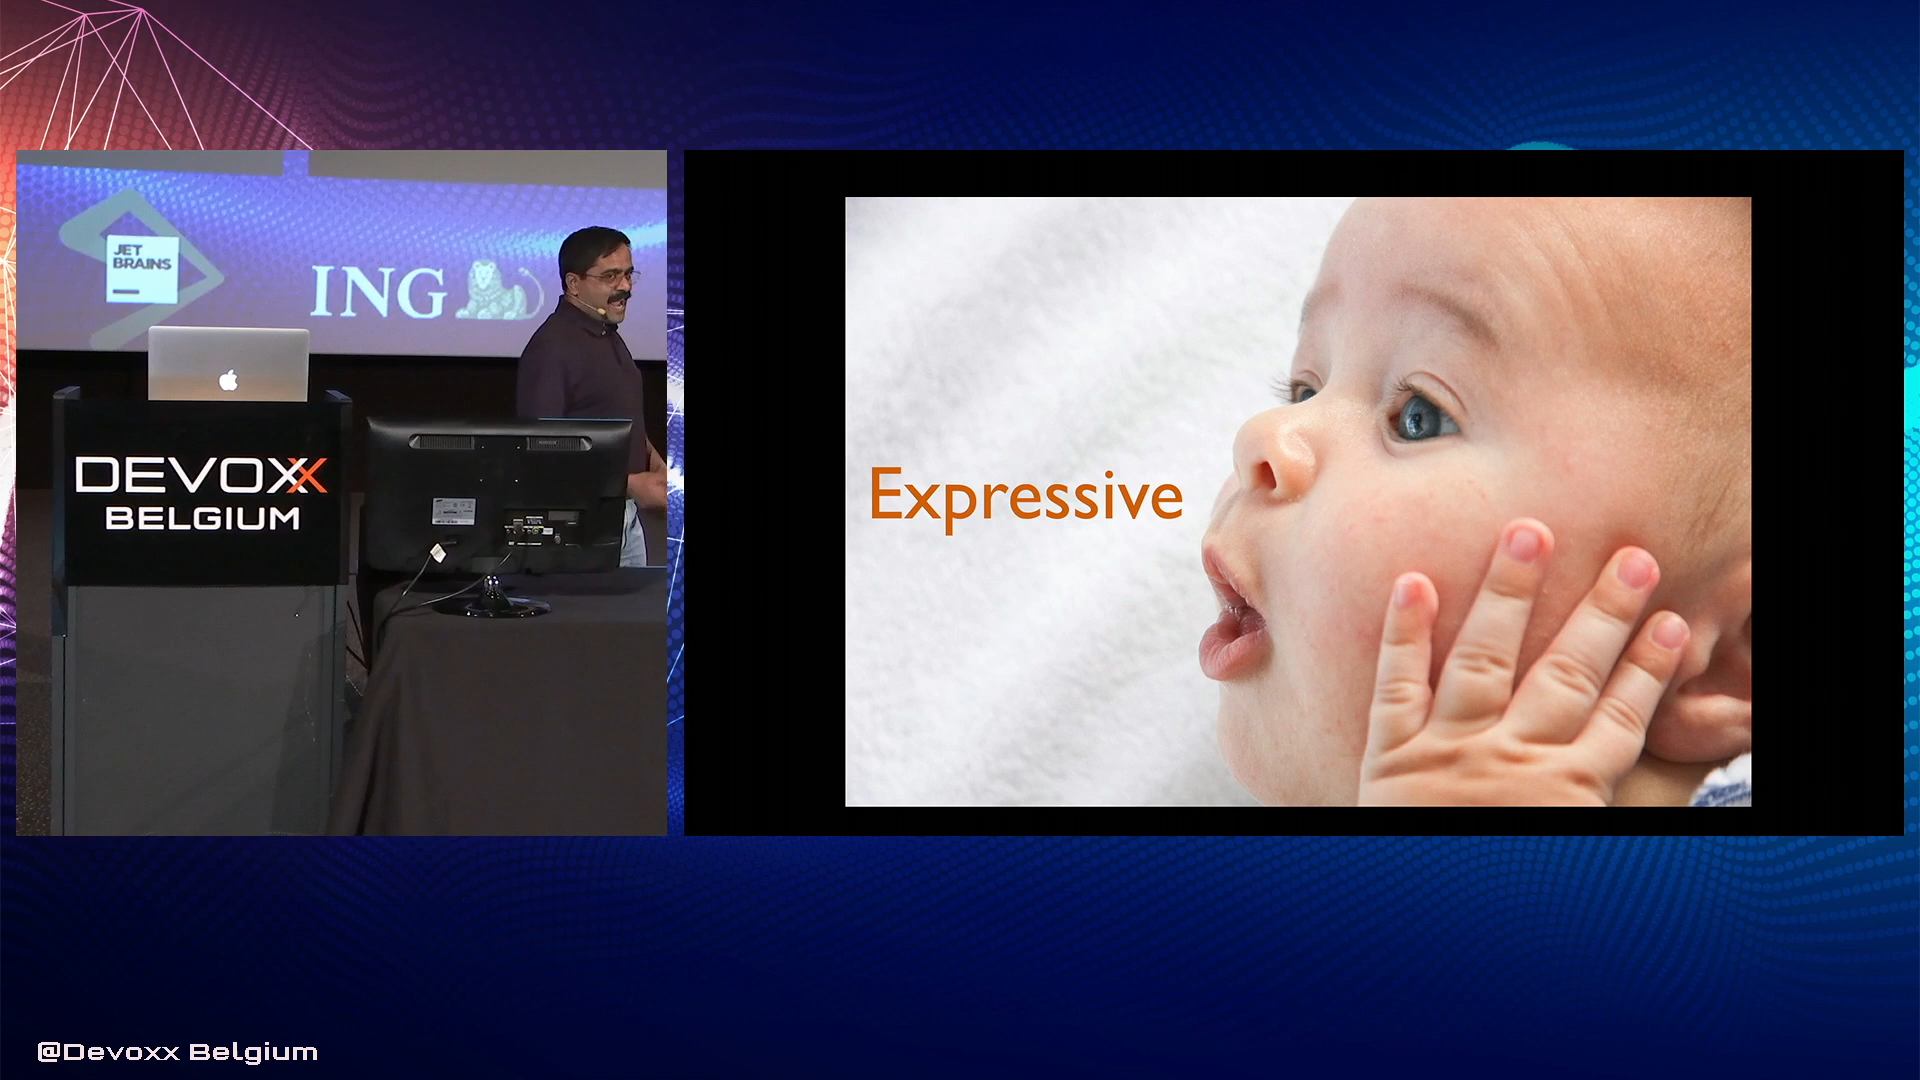 JET
BRAINS
ING
DEVOXX
BELGIUM
Expressive
@Devoxx Belgium